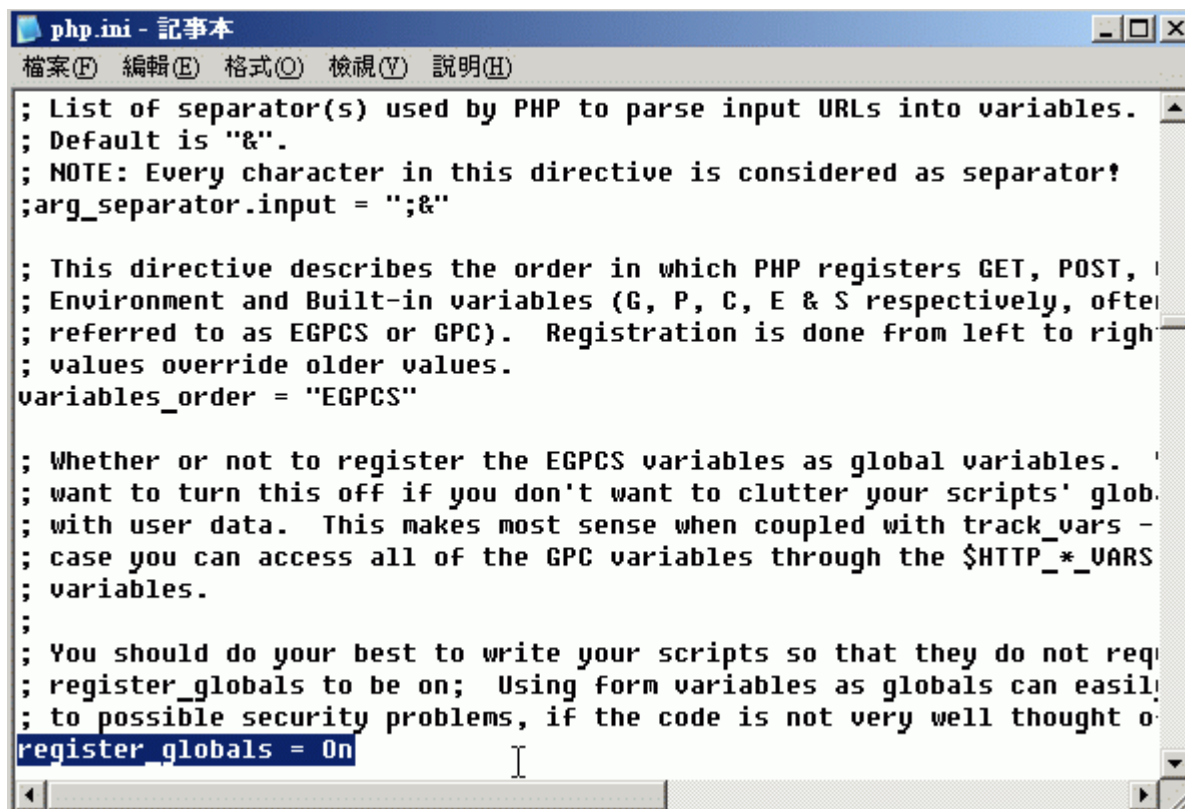 php.ini - 記事本
檔案(F) 編輯(E) 格式(O) 檢視(V) 說明(H)
; List of separator(s) used by PHP to parse input URLs into variables.
; Default is "&".
; NOTE: Every character in this directive is considered as separator!
;arg_separator.input = ";&"
; This directive describes the order in which PHP registers GET, POST,
; Environment and Built-in variables (G, P, C, E & S respectively,
; referred to as EGPCS or GPC).  Registration is done from left to
; values override older values.
variables_order = "EGPCS"
; Whether or not to register the EGPCS variables as global variables.
; want to turn this off if you don't want to clutter your scripts'
; with user data.  This makes most sense when coupled with track_vars -
; case you can access all of the GPC variables through the $HTTP_*_VARS
; variables.
;
; You should do your best to write your scripts so that they do not
; register_globals to be on;  Using form variables as globals can
; to possible security problems, if the code is not very well thought
register_globals = On